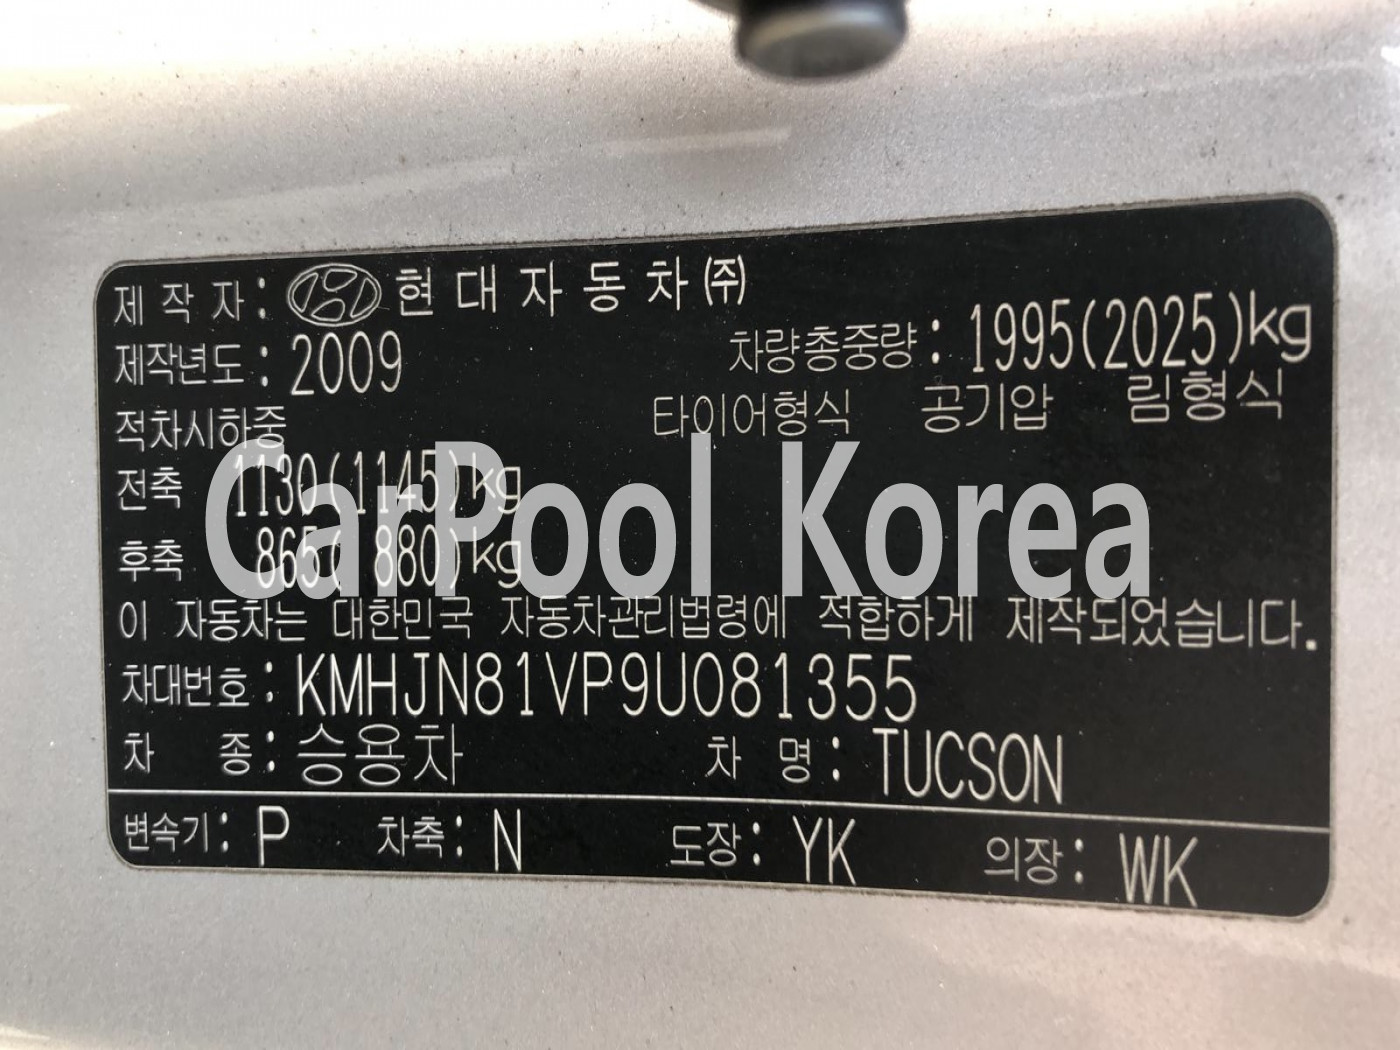 제 작 자 : 현 대 자 동 차 ㈜
제작년도 : 2009
차량총중량 : 1995(2025)kg
적차시하중 타이어형식 공기압 림형식
전축 1130(1145)kg
후축 865( 880)kg
CarPool Korea
이 자동차는 대한민국 자동차관리법령에 적합하게 제작되었습니다.
차대번호 : KMHJN81VP9U081355
차 종 : 승용차 차 명 : TUCSON
변속기 : P 차축 : N 도장 : YK 의장 : WK